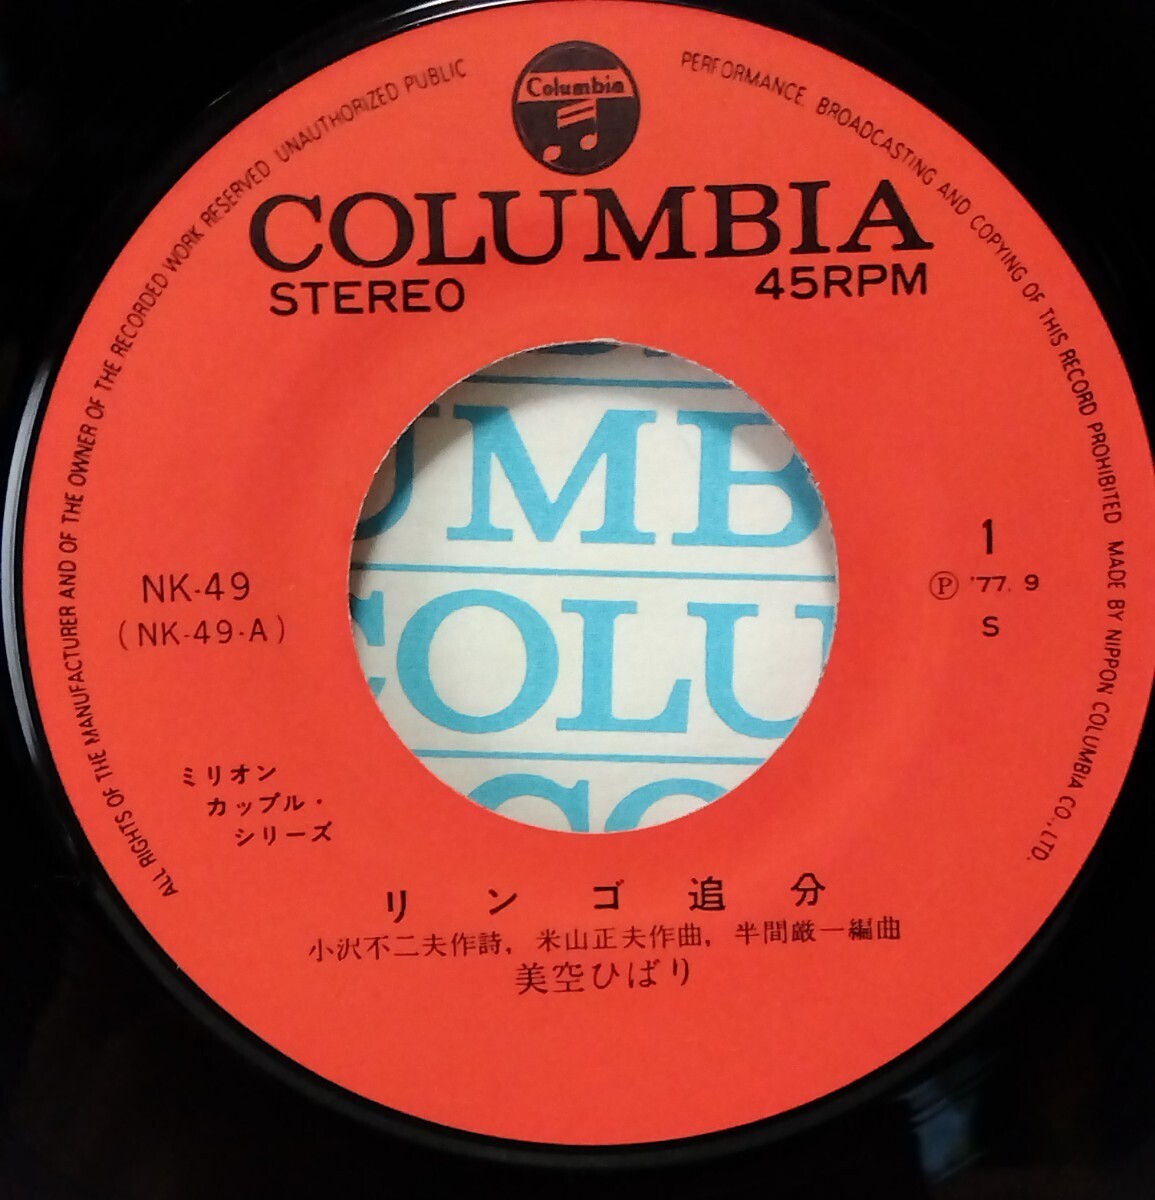 Columbia
COLUMBIA
STEREO 45RPM
ALL RIGHTS OF THE MANUFACTURER AND OF THE OWNER OF THE RECORDED WORK RESERVED UNAUTHORIZED PUBLIC PERFORMANCE. BROADCASTING AND COPYING OF THIS RECORD PROHIBITED MADE BY NIPPON COLUMBIA CO., LTD.
UMB
COLU
CO
NK-49
(NK-49-A)
1
Ⓟ '77. 9
S
ミリオン
カップル・
シリーズ
リンゴ追分
小沢不二夫作詩, 米山正夫作曲, 半間厳一編曲
美空ひばり